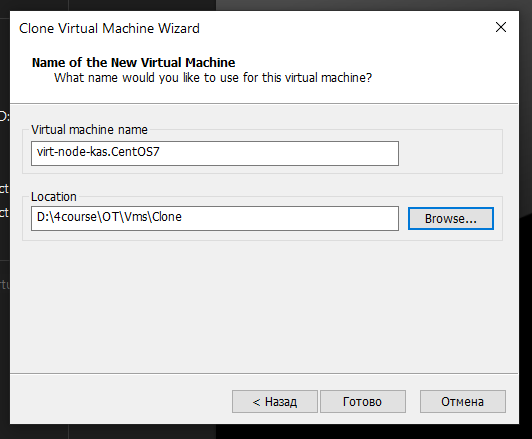 Clone Virtual Machine Wizard
Name of the New Virtual Machine
What name would you like to use for this virtual machine?
D:
Virtual machine name
virt-node-kas.CentOS7
Location
D:\4course\OT\Vms\Clone
Browse...
< Назад
Готово
Отмена